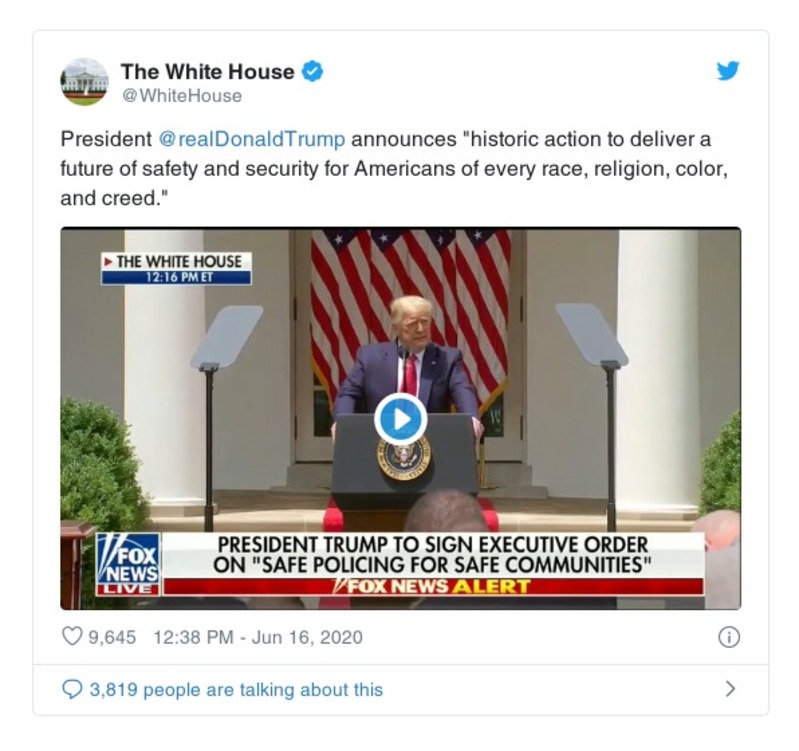 The White House
@WhiteHouse
President @realDonaldTrump announces "historic action to deliver a
future of safety and security for Americans of every race, religion, color,
and creed."
THE WHITE HOUSE
12:16 PM ET
FOX
NEWS
LIVE
PRESIDENT TRUMP TO SIGN EXECUTIVE ORDER
ON "SAFE POLICING FOR SAFE COMMUNITIES"
FOX NEWS ALERT
9,645 12:38 PM - Jun 16, 2020
3,819 people are talking about this